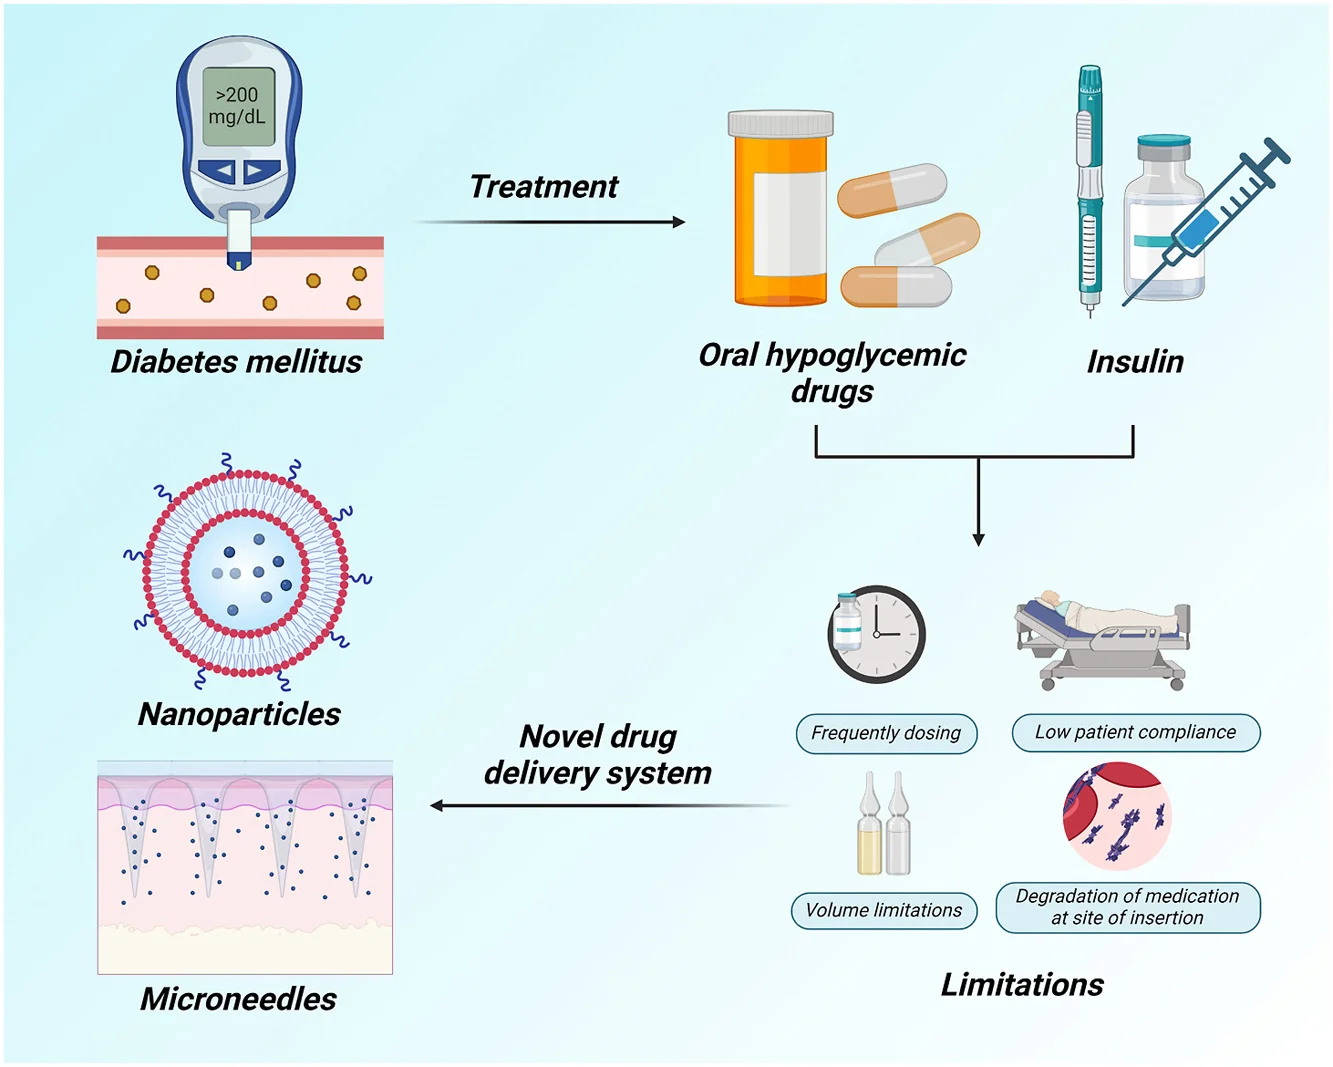 >200
mg/dL
Treatment
Diabetes mellitus
Oral hypoglycemic
drugs
Insulin
Nanoparticles
Frequently dosing
Low patient compliance
Novel drug
delivery system
Volume limitations
Degradation of medication
at site of insertion
Microneedles
Limitations